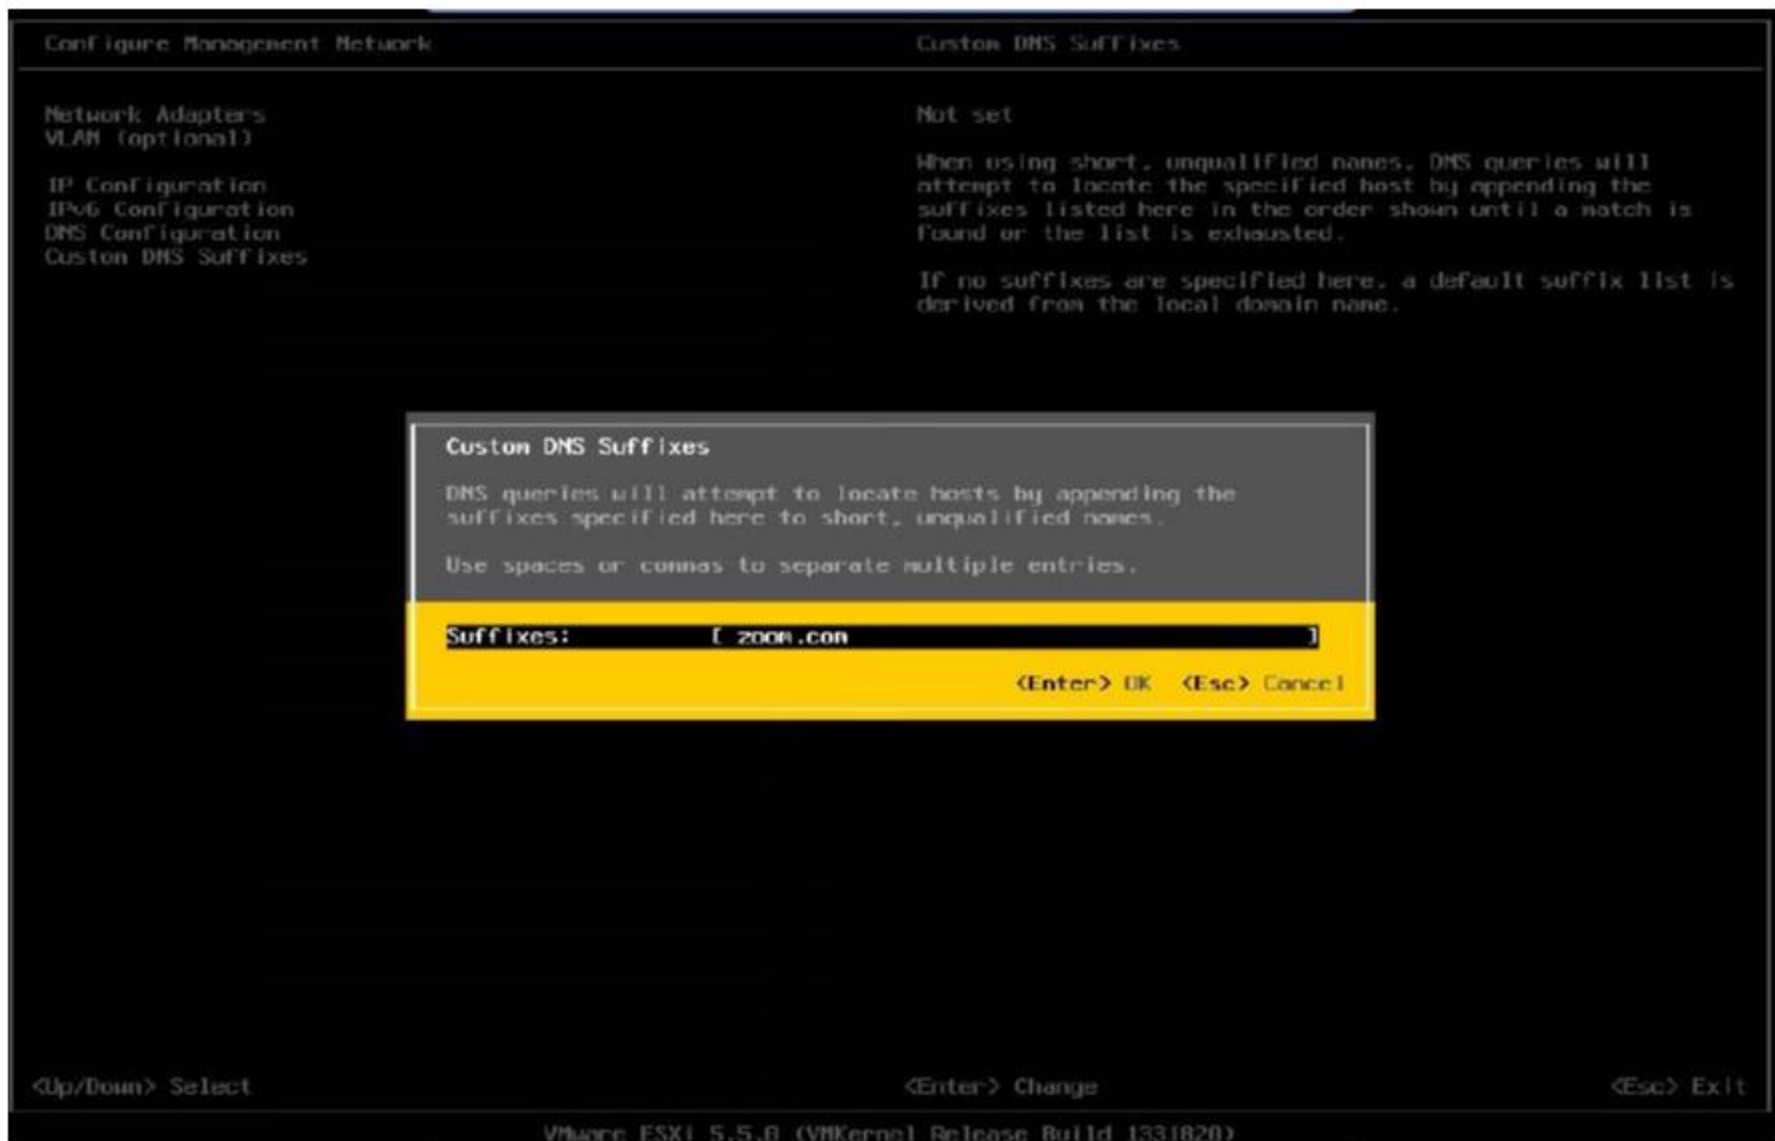 Configure Management Network
Custom DNS Suffixes
Network Adapters
VLAN (optional)
IP Configuration
IPv6 Configuration
DNS Configuration
Custom DNS Suffixes
Not set
When using short, unqualified names, DNS queries will
attempt to locate the specified host by appending the
suffixes listed here in the order shown until a match is
found or the list is exhausted.
If no suffixes are specified here, a default suffix list is
derived from the local domain name.
Custom DNS Suffixes
DNS queries will attempt to locate hosts by appending the
suffixes specified here to short, unqualified names.
Use spaces or commas to separate multiple entries.
Suffixes: [ zoom.com ]
<Enter> OK <Esc> Cancel
<Up/Down> Select <Enter> Change <Esc> Exit
VMware ESXi 5.5.0 (VMKernel Release Build 1331820)